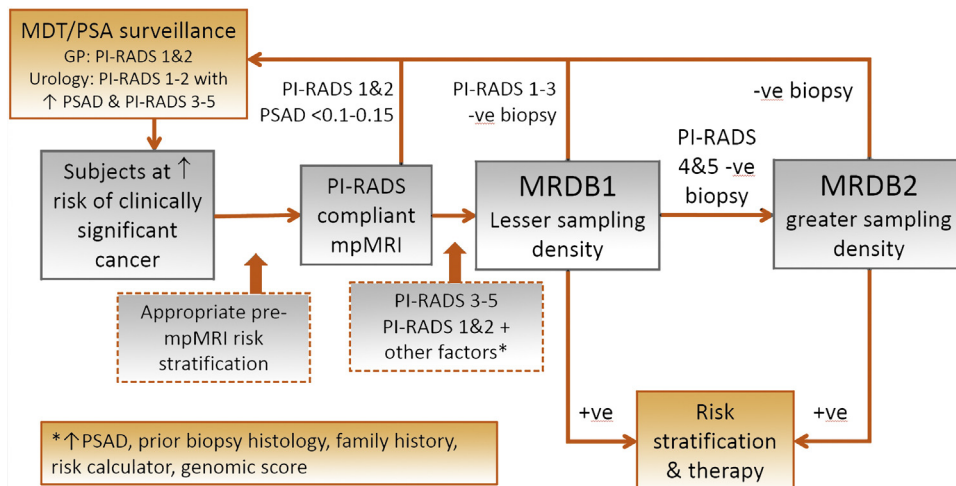 MDT/PSA surveillance
GP: PI-RADS 1&2
Urology: PI-RADS 1-2 with
↑ PSAD & PI-RADS 3-5
PI-RADS 1&2
PSAD <0.1-0.15
PI-RADS 1-3
-ve biopsy
-ve biopsy
Subjects at ↑
risk of clinically
significant
cancer
PI-RADS
compliant
mpMRI
MRDB1
Lesser sampling
density
PI-RADS
4&5 -ve
biopsy
MRDB2
greater sampling
density
Appropriate pre-
mpMRI risk
stratification
PI-RADS 3-5
PI-RADS 1&2 +
other factors*
+ve
Risk
stratification
& therapy
+ve
*↑PSAD, prior biopsy histology, family history,
risk calculator, genomic score